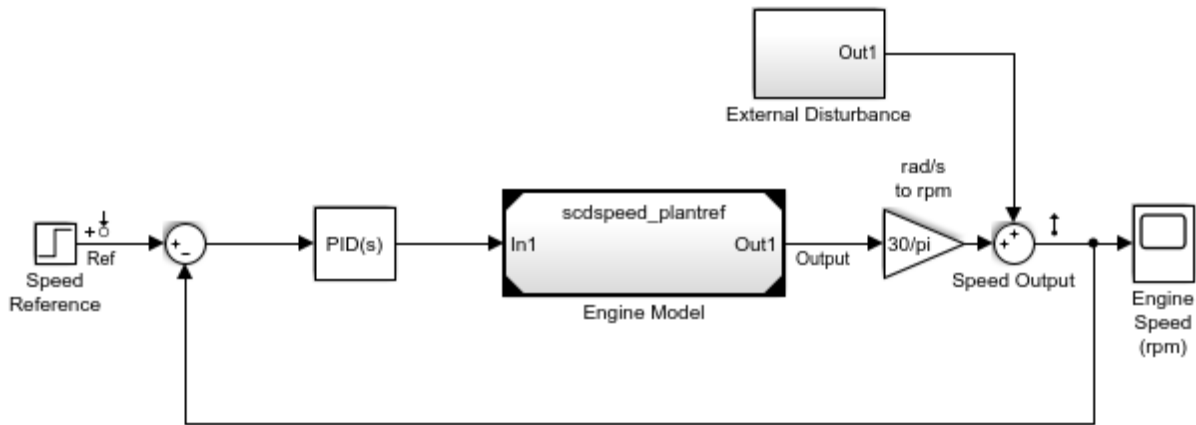 Out1
External Disturbance
rad/s
to rpm
scdspeed_plantref
+
Ref
+
-
PID(s)
In1
Out1
Output
30/pi
+
+
Speed
Reference
Engine Model
Speed Output
Engine
Speed
(rpm)